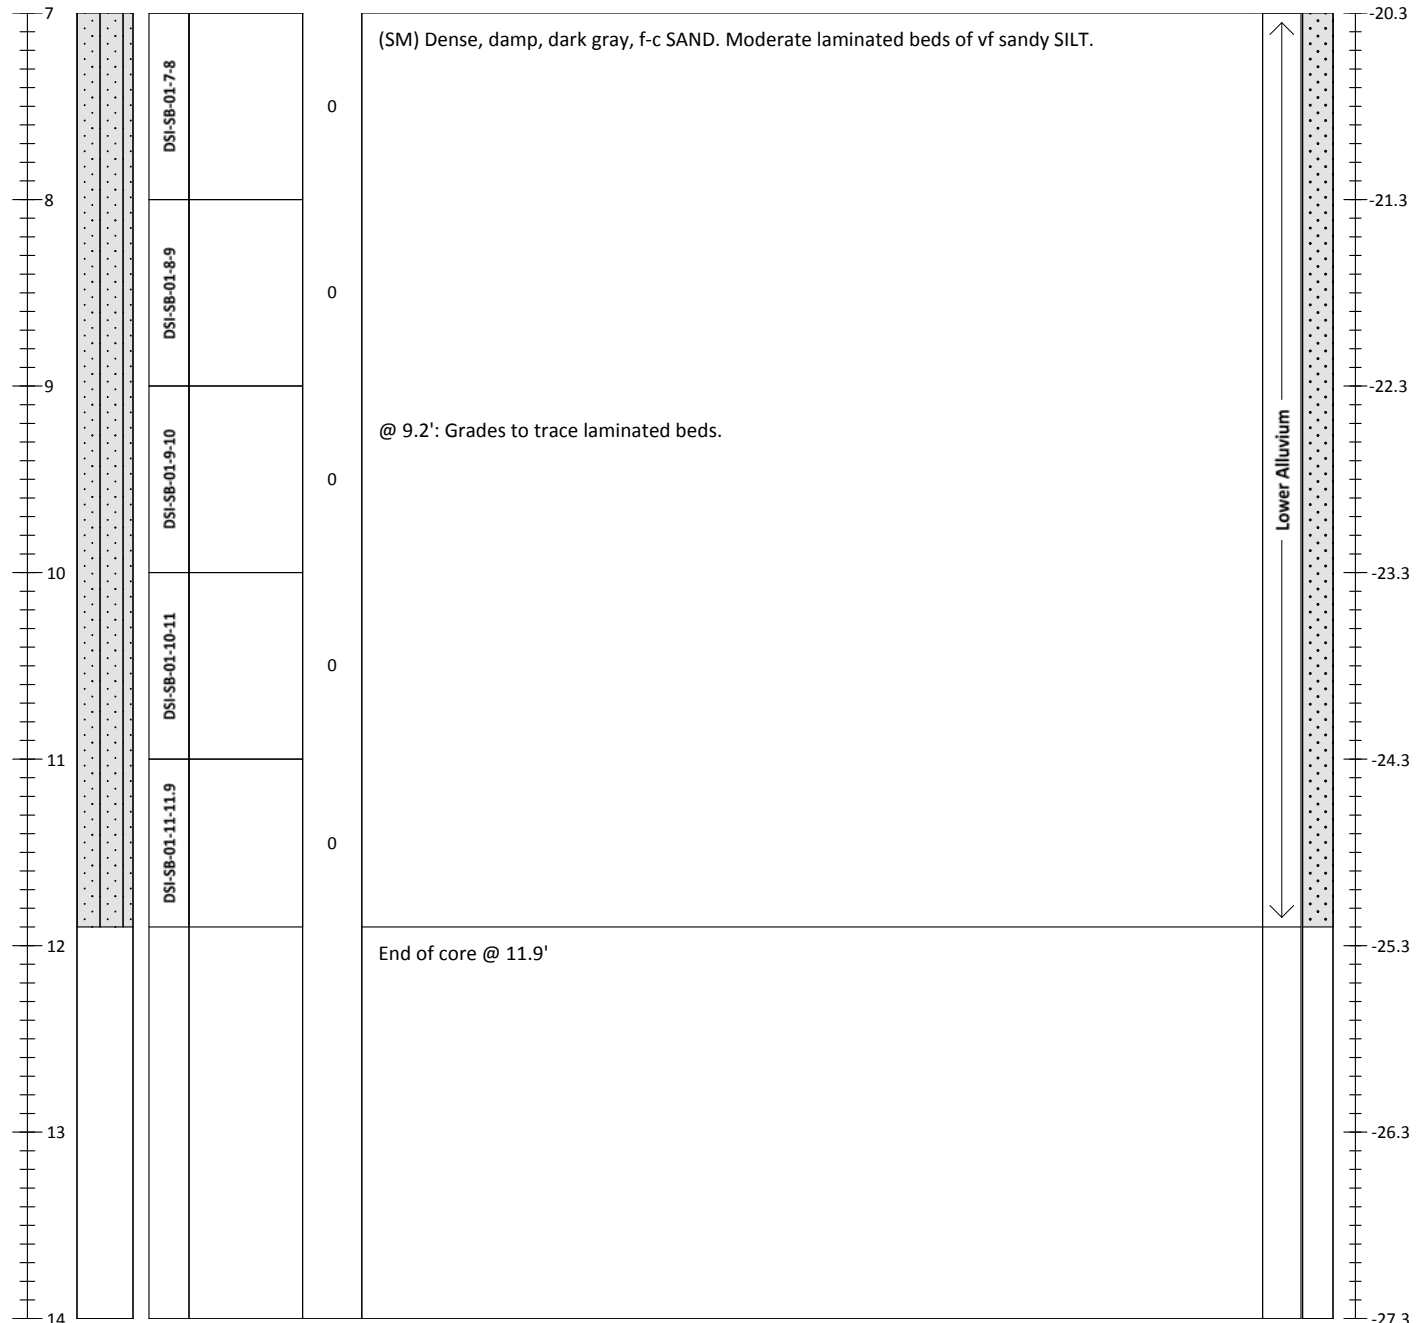 7
-20.3
(SM) Dense, damp, dark gray, f-c SAND. Moderate laminated beds of vf sandy SILT.
DSI-SB-01-7-8
0
8
-21.3
DSI-SB-01-8-9
0
9
-22.3
@ 9.2': Grades to trace laminated beds.
DSI-SB-01-9-10
0
Lower Alluvium
10
-23.3
DSI-SB-01-10-11
0
11
-24.3
DSI-SB-01-11-11.9
0
12
-25.3
End of core @ 11.9'
13
-26.3
14
-27.3